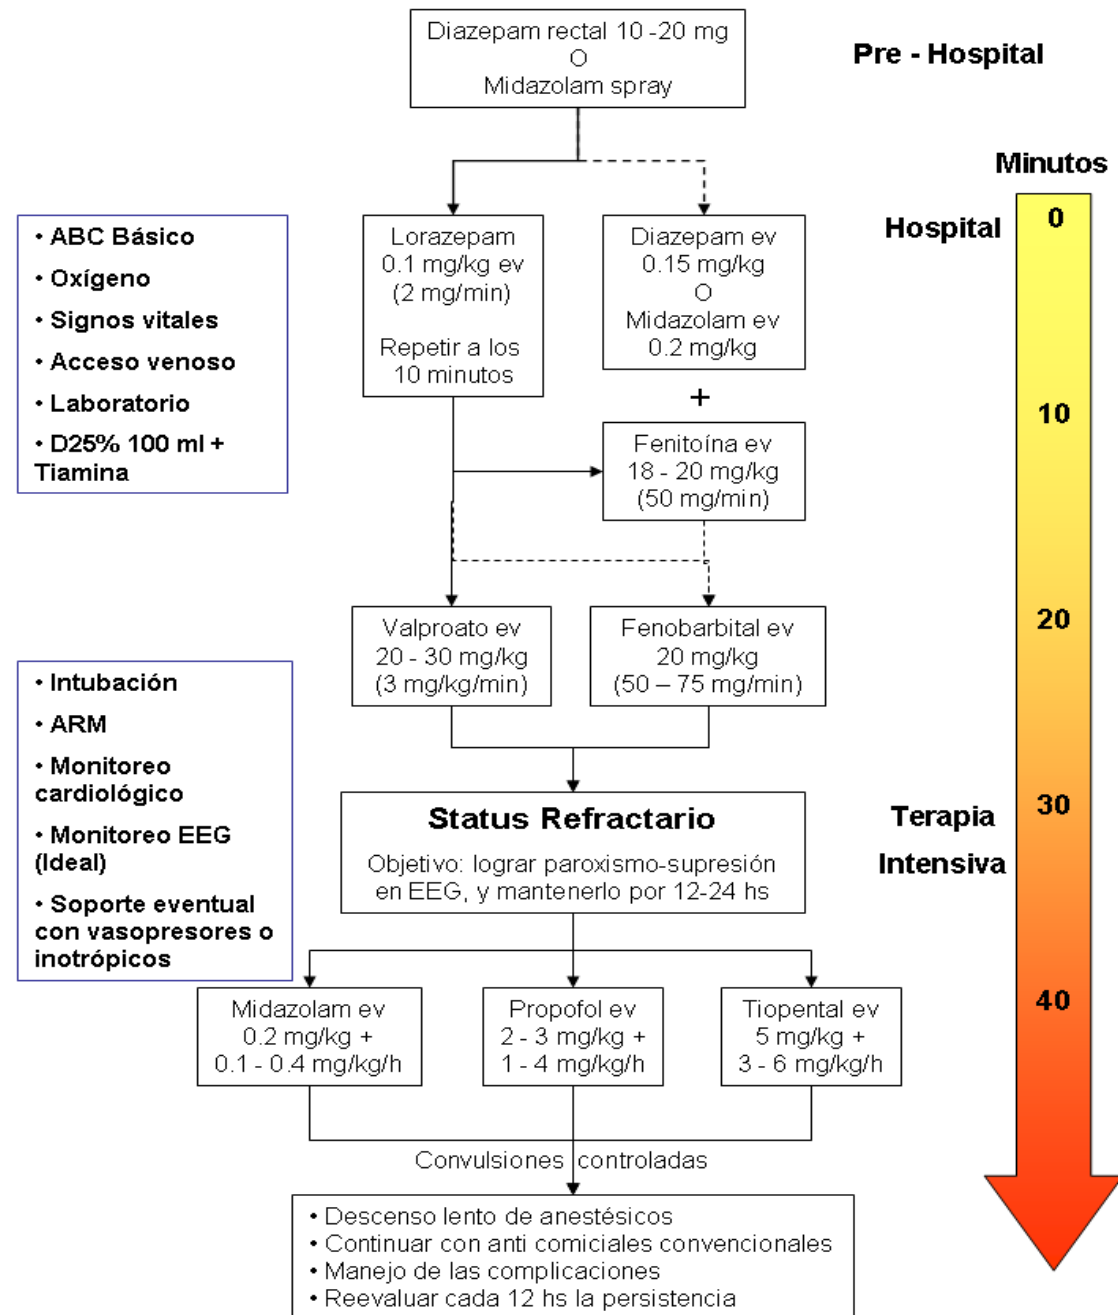 Diazepam rectal 10 -20 mg
O
Midazolam spray
Pre - Hospital
Minutos
Hospital
0
10
20
30
40
Terapia
Intensiva
• ABC Básico
• Oxígeno
• Signos vitales
• Acceso venoso
• Laboratorio
• D25% 100 ml +
Tiamina
Lorazepam
0.1 mg/kg ev
(2 mg/min)
Repetir a los
10 minutos
Diazepam ev
0.15 mg/kg
O
Midazolam ev
0.2 mg/kg
+
Fenitoína ev
18 - 20 mg/kg
(50 mg/min)
Valproato ev
20 - 30 mg/kg
(3 mg/kg/min)
Fenobarbital ev
20 mg/kg
(50 – 75 mg/min)
• Intubación
• ARM
• Monitoreo
cardiológico
• Monitoreo EEG
(Ideal)
• Soporte eventual
con vasopresores o
inotrópicos
Status Refractario
Objetivo: lograr paroxismo-supresión
en EEG, y mantenerlo por 12-24 hs
Midazolam ev
0.2 mg/kg +
0.1 - 0.4 mg/kg/h
Propofol ev
2 - 3 mg/kg +
1 - 4 mg/kg/h
Tiopental ev
5 mg/kg +
3 - 6 mg/kg/h
Convulsiones controladas
• Descenso lento de anestésicos
• Continuar con anti comiciales convencionales
• Manejo de las complicaciones
• Reevaluar cada 12 hs la persistencia